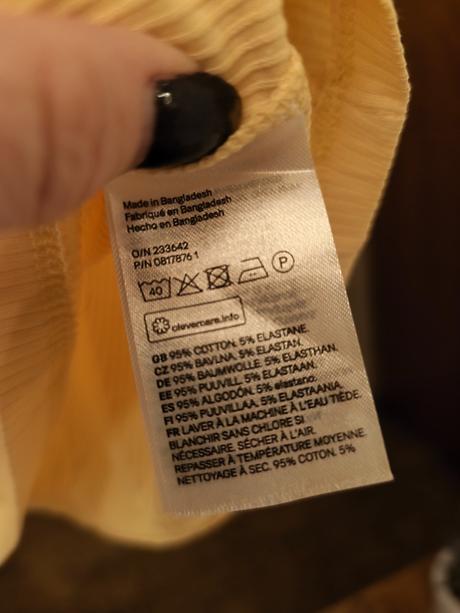 Made in Bangladesh
Fabriqué en Bangladesh
Hecho en Bangladesh
O/N 233642
P/N 0817876 1
40 P
clevercare.info
GB 95% COTTON. 5% ELASTANE.
CZ 95% BAVLNA. 5% ELASTAN.
DE 95% BAUMWOLLE. 5% ELASTHAN.
EE 95% PUUVILL. 5% ELASTAAN.
ES 95% ALGODÓN. 5% elastano.
FI 95% PUUVILLAA. 5% ELASTAANIA.
FR LAVER À LA MACHINE À L'EAU TIÈDE.
BLANCHIR SANS CHLORE SI
NÉCESSAIRE. SÉCHER À L'AIR.
REPASSER À TEMPÉRATURE MOYENNE.
NETTOYAGE À SEC. 95% COTON. 5%